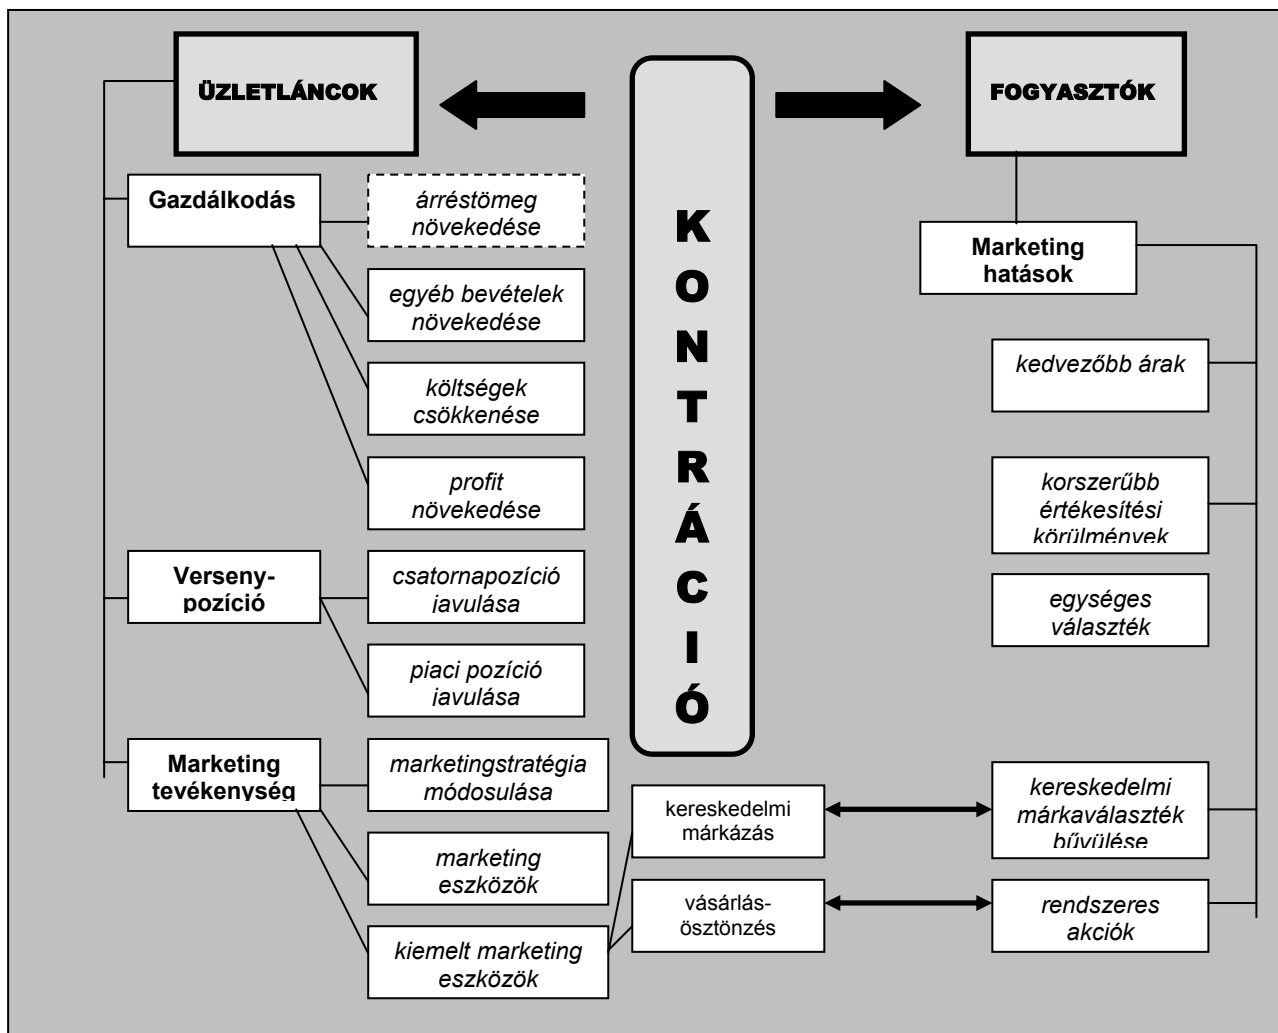 ÜZLETLÁNCOK
Gazdálkodás
árréstömeg
növekedése
egyéb bevételek
növekedése
költségek
csökkenése
profit
növekedése
Verseny-
pozíció
csatornapozíció
javulása
piaci pozíció
javulása
Marketing
tevékenység
marketingstratégia
módosulása
marketing
eszközök
kiemelt marketing
eszközök
KONTRÁCIÓ
kereskedelmi
márkázás
vásárlás-
ösztönzés
FOGYASZTÓK
Marketing
hatások
kedvezőbb árak
korszerűbb
értékesítési
körülmények
egységes
választék
kereskedelmi
márkaválaszték
bővülése
rendszeres
akciók